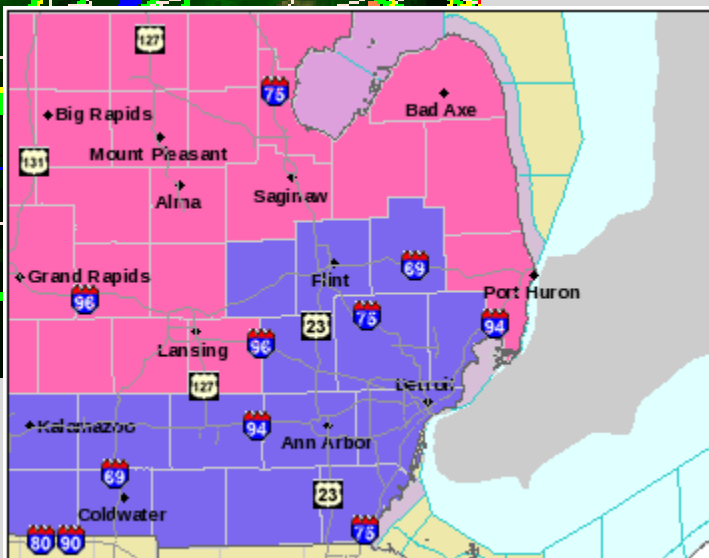 127
75
Big Rapids
Bad Axe
Mount Pleasant
131
Alma
Saginaw
Grand Rapids
69
96
Flint
Port Huron
75
23
94
Lansing
96
127
Detroit
Kalamazoo
94
Ann Arbor
69
23
Coldwater
75
80 90